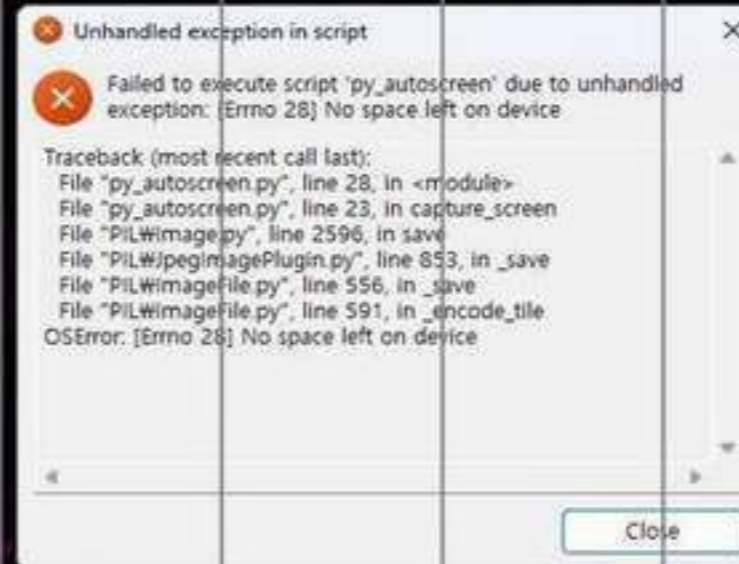 Unhandled exception in script
Failed to execute script 'py_autoscreen' due to unhandled
exception: [Errno 28] No space left on device
Traceback (most recent call last):
File "py_autoscreen.py", line 28, in <module>
File "py_autoscreen.py", line 23, in capture_screen
File "PIL₩Image.py", line 2596, in save
File "PIL₩JpegImagePlugin.py", line 853, in _save
File "PIL₩ImageFile.py", line 556, in _save
File "PIL₩ImageFile.py", line 591, in _encode_tile
OSError: [Errno 28] No space left on device
Close